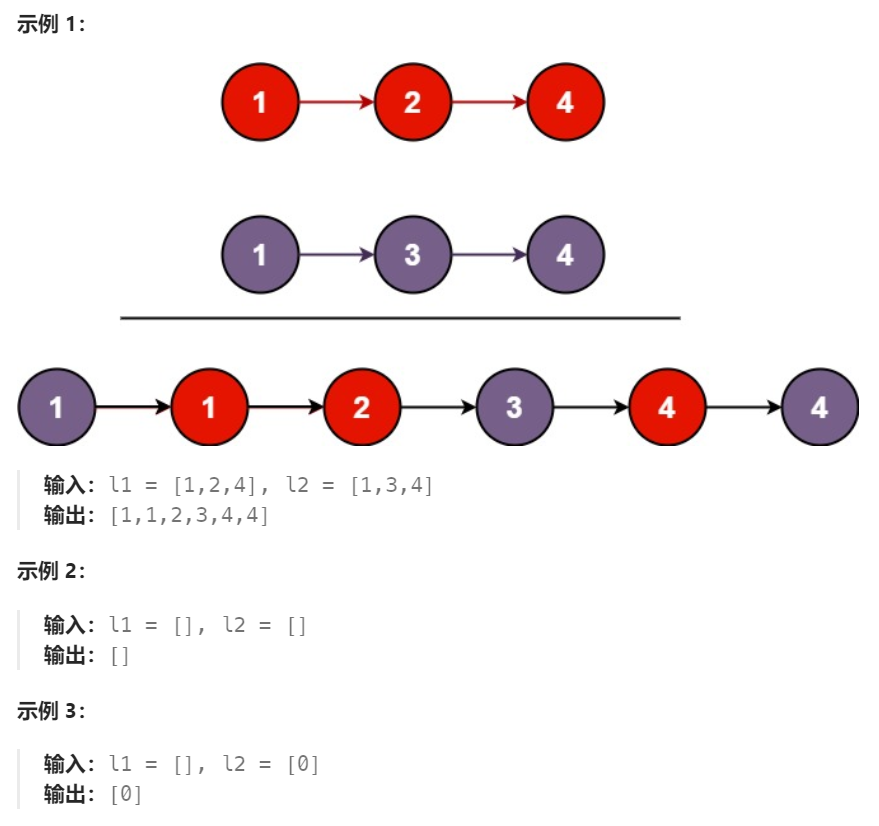 示例 1：
1 2 4
1 3 4
1 1 2 3 4 4
输入：l1 = [1,2,4], l2 = [1,3,4]
输出：[1,1,2,3,4,4]
示例 2：
输入：l1 = [], l2 = []
输出：[]
示例 3：
输入：l1 = [], l2 = [0]
输出：[0]